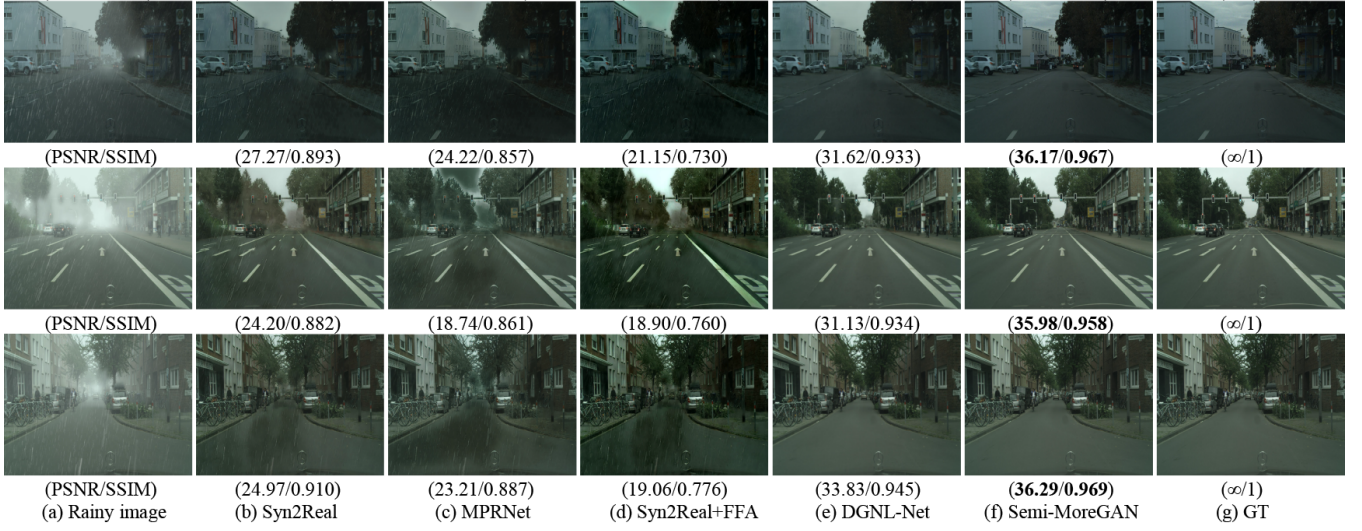 (PSNR/SSIM) (27.27/0.893) (24.22/0.857) (21.15/0.730) (31.62/0.933) (36.17/0.967) (∞/1)
(PSNR/SSIM) (24.20/0.882) (18.74/0.861) (18.90/0.760) (31.13/0.934) (35.98/0.958) (∞/1)
(PSNR/SSIM) (24.97/0.910) (23.21/0.887) (19.06/0.776) (33.83/0.945) (36.29/0.969) (∞/1)
(a) Rainy image (b) Syn2Real (c) MPRNet (d) Syn2Real+FFA (e) DGNL-Net (f) Semi-MoreGAN (g) GT